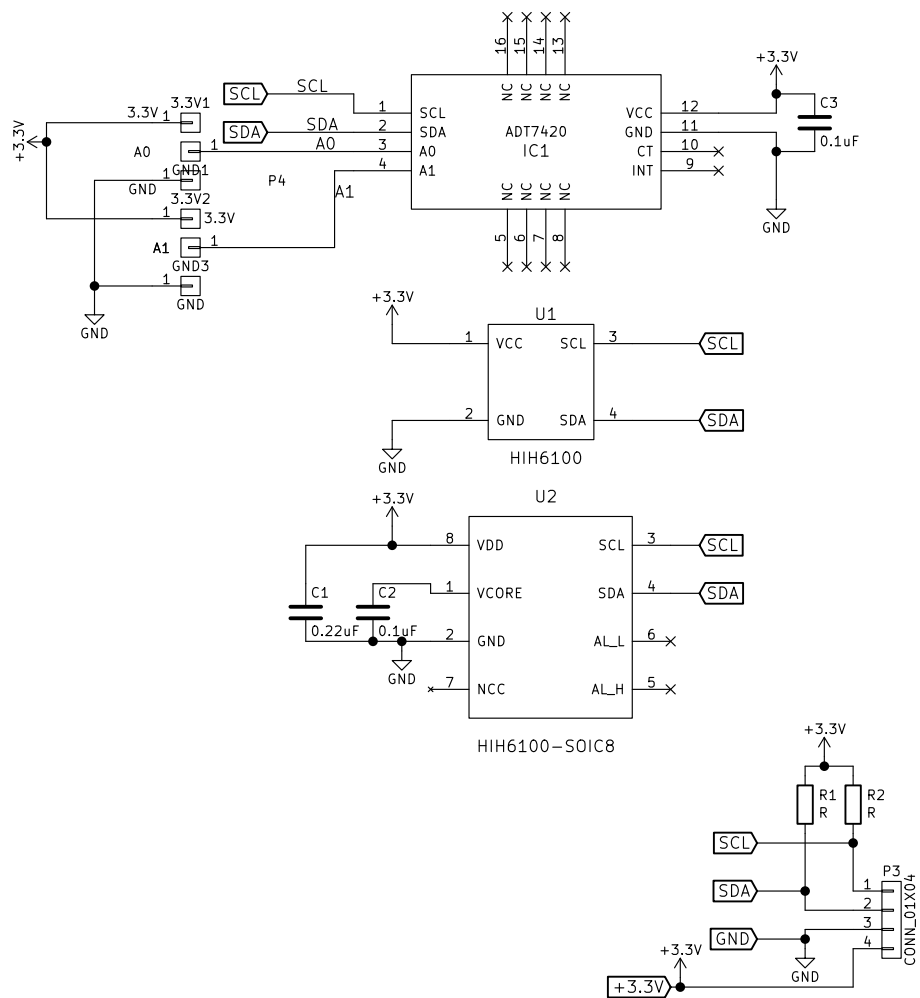 16 15 14 13
NC NC NC NC
+3.3V
SCL SCL 1 SCL
SDA SDA 2 SDA
A0 3 A0
A1 4 A1
ADT7420
IC1
VCC 12
GND 11
CT 10
INT 9
C3
0.1uF
GND
NC NC NC NC
5 6 7 8
+3.3V
3.3V 1 3.3V1
A0 1
GND1
GND 1
P4
3.3V2
1 3.3V
A1 1
GND3
1
GND
GND
+3.3V
U1
1 VCC SCL 3 SCL
2 GND SDA 4 SDA
GND
HIH6100
+3.3V
U2
8 VDD SCL 3 SCL
C1 C2 1 VCORE SDA 4 SDA
0.22uF 0.1uF 2 GND AL_L 6
GND
7 NCC AL_H 5
HIH6100-SOIC8
+3.3V
R1 R2
R R
SCL
P3
SDA 1
2
GND 3
4
CONN_01X04
+3.3V GND
+3.3V